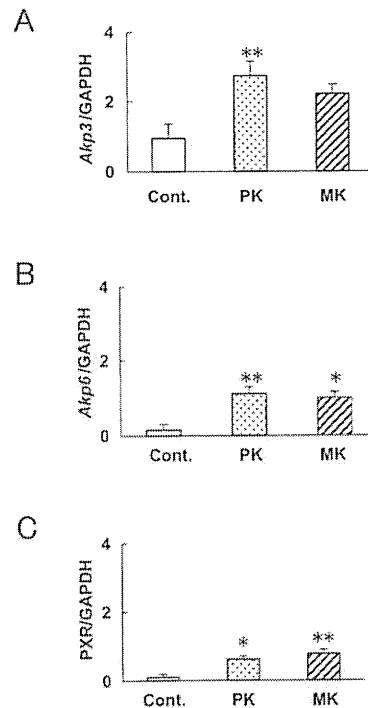 A
Akp3/GAPDH
4
2
0
**
Cont. PK MK
B
Akp6/GAPDH
4
2
0
** *
Cont. PK MK
C
PXR/GAPDH
4
2
0
* **
Cont. PK MK